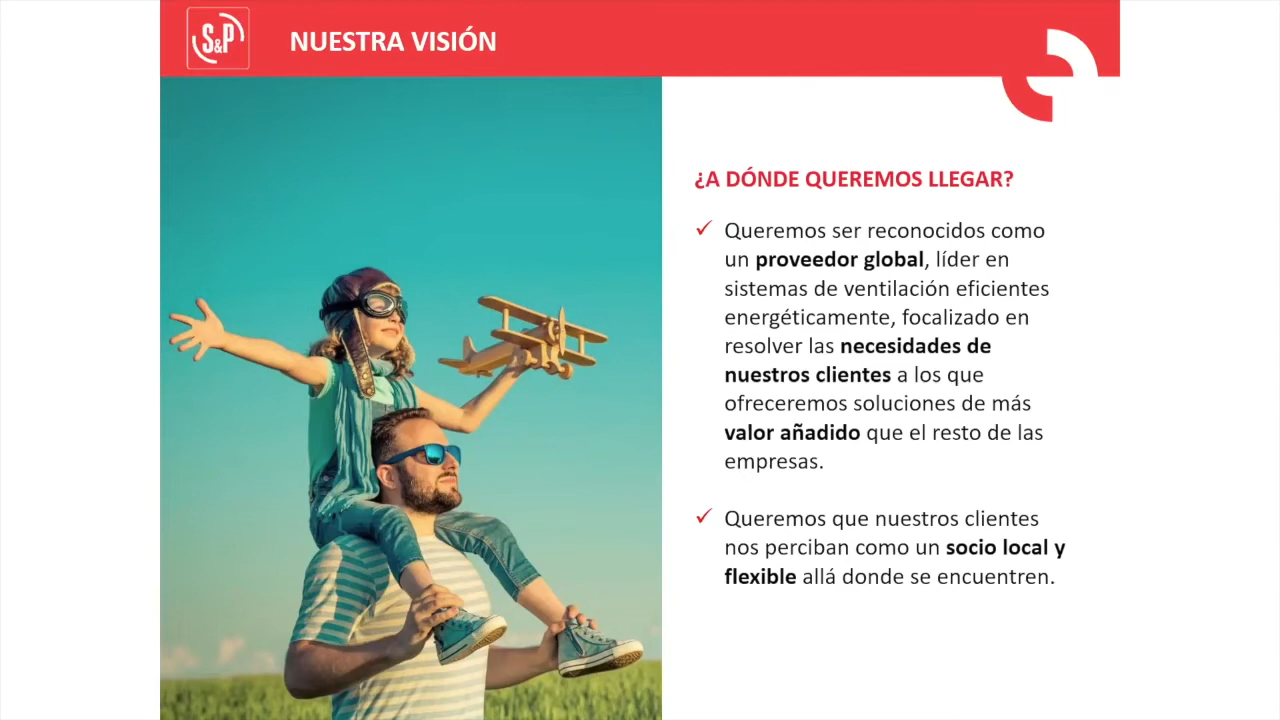 S&P
NUESTRA VISIÓN
¿A DÓNDE QUEREMOS LLEGAR?
✓ Queremos ser reconocidos como
un proveedor global, líder en
sistemas de ventilación eficientes
energéticamente, focalizado en
resolver las necesidades de
nuestros clientes a los que
ofreceremos soluciones de más
valor añadido que el resto de las
empresas.
✓ Queremos que nuestros clientes
nos perciban como un socio local y
flexible allá donde se encuentren.